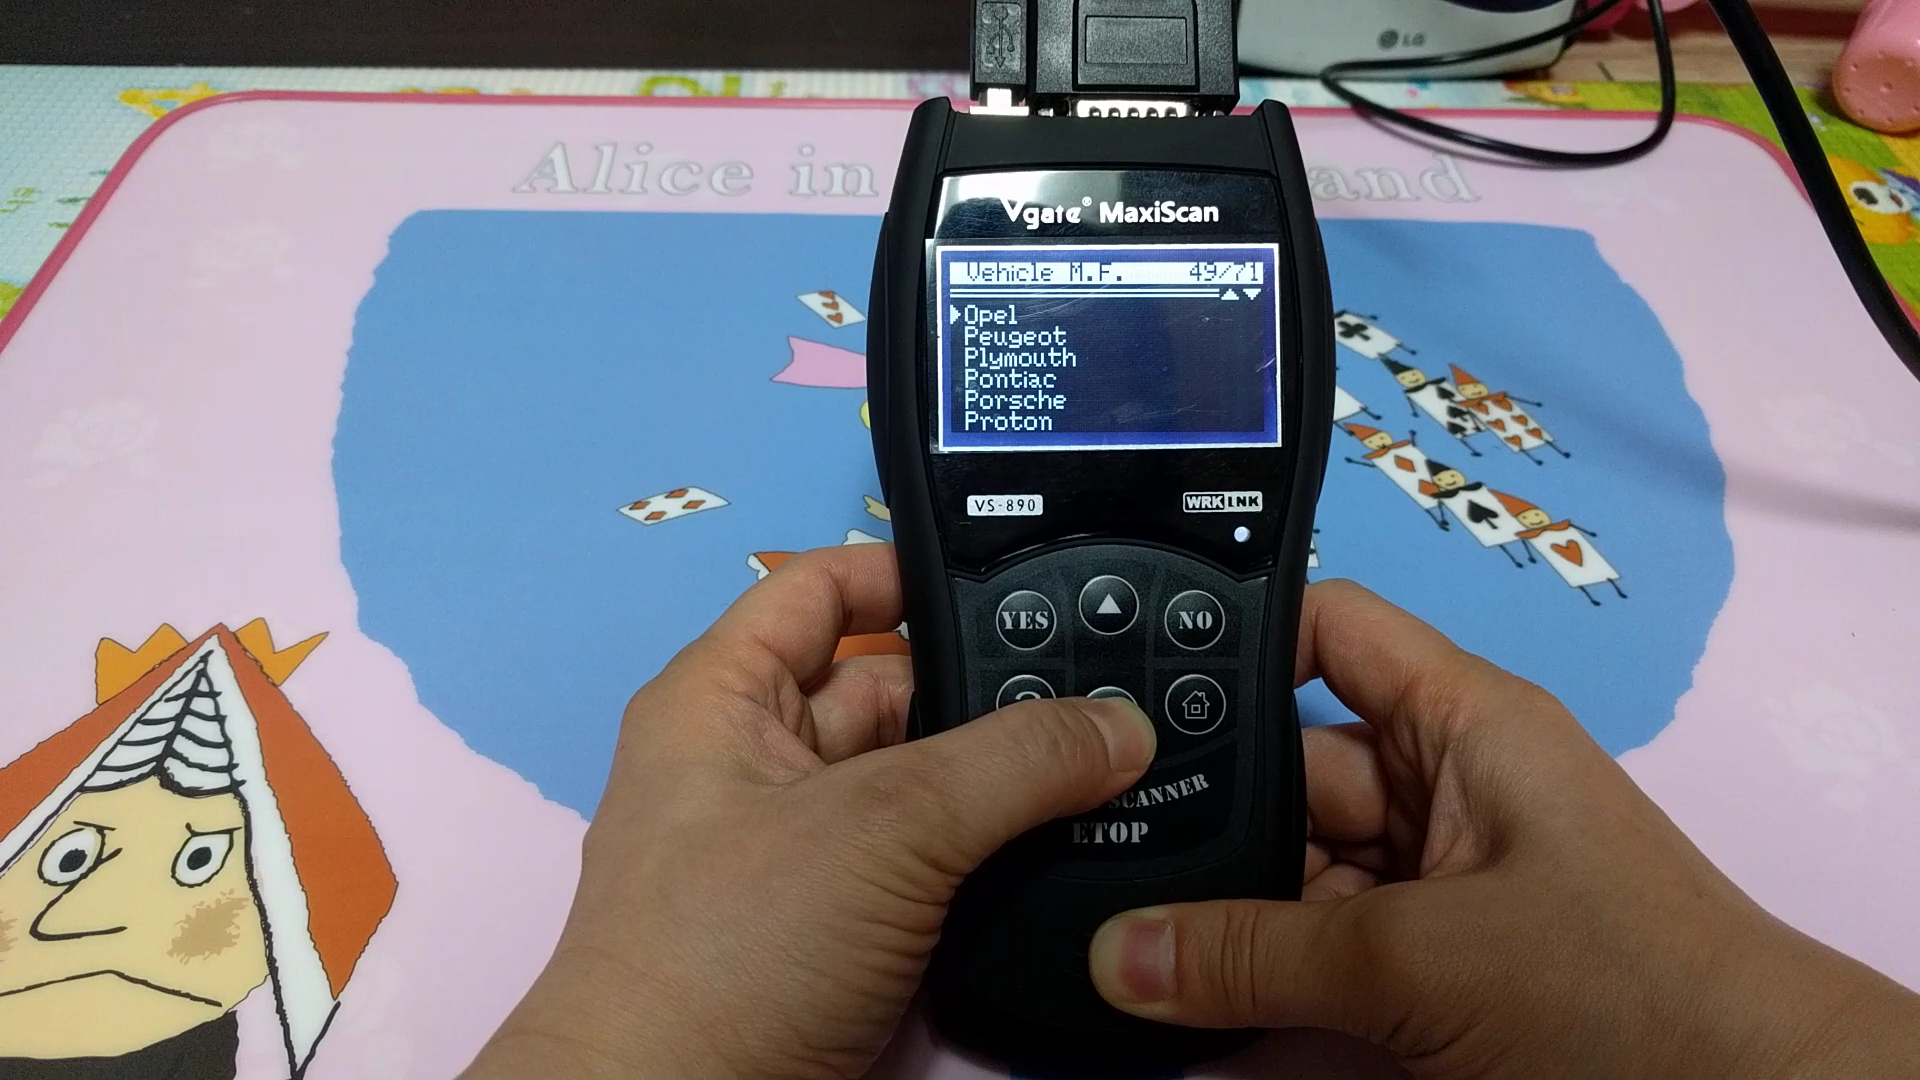 LG
Alice in
and
Vgate® MaxiScan
Vehicle M.F. 49/71
Opel
Peugeot
Plymouth
Pontiac
Porsche
Proton
VS-890
WRKLNK
YES
NO
SCANNER
ETOP